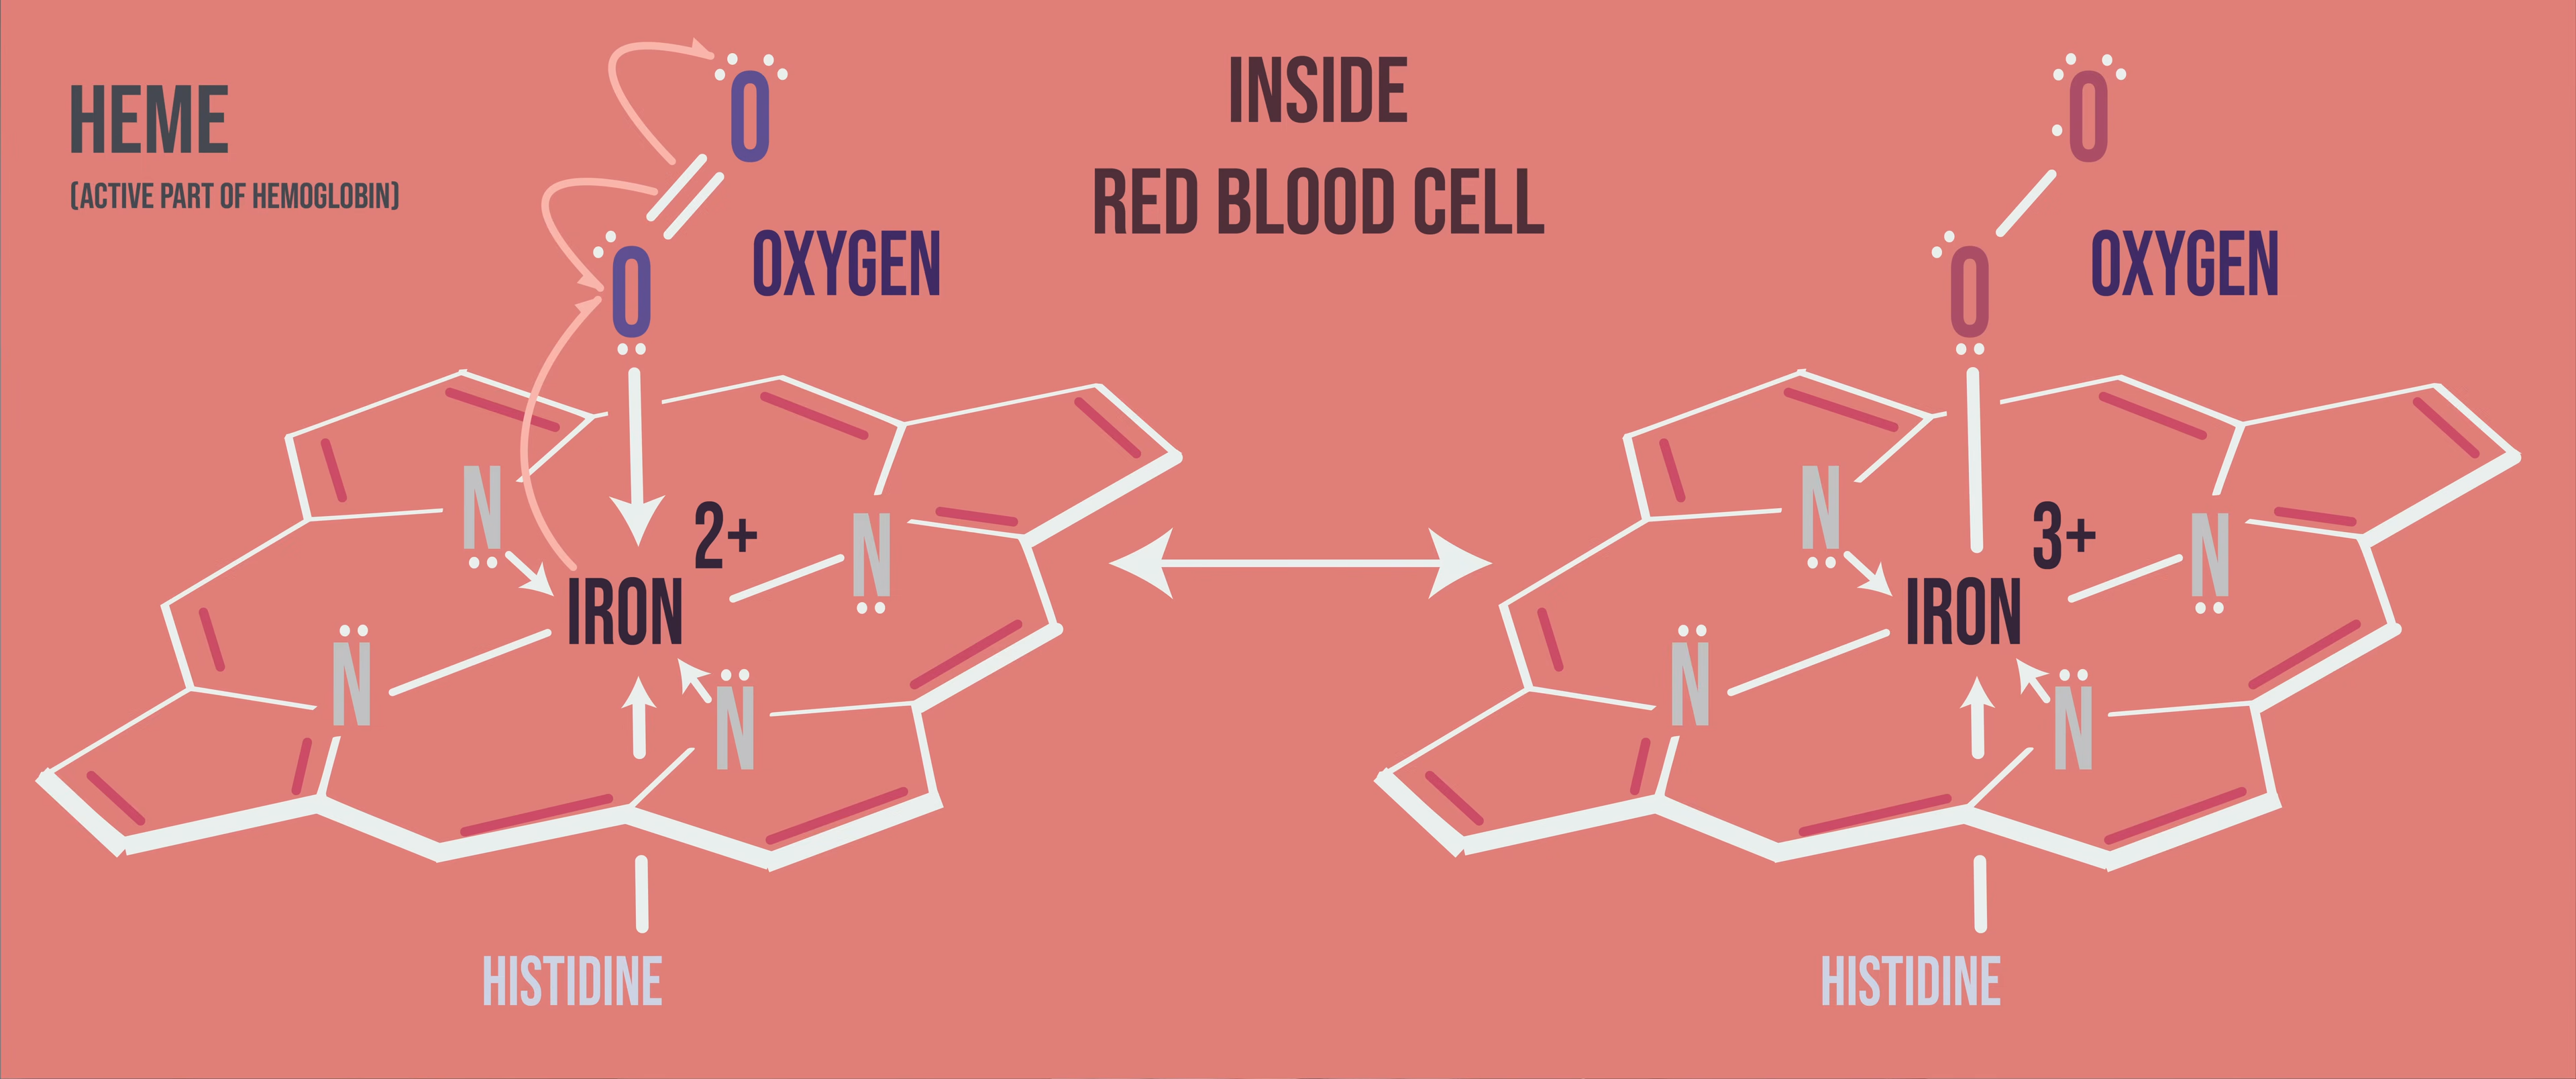 HEME
(ACTIVE PART OF HEMOGLOBIN)
INSIDE
RED BLOOD CELL
O
O
OXYGEN
N
2+
N
IRON
N
N
HISTIDINE
O
O
OXYGEN
N
3+
N
IRON
N
N
HISTIDINE